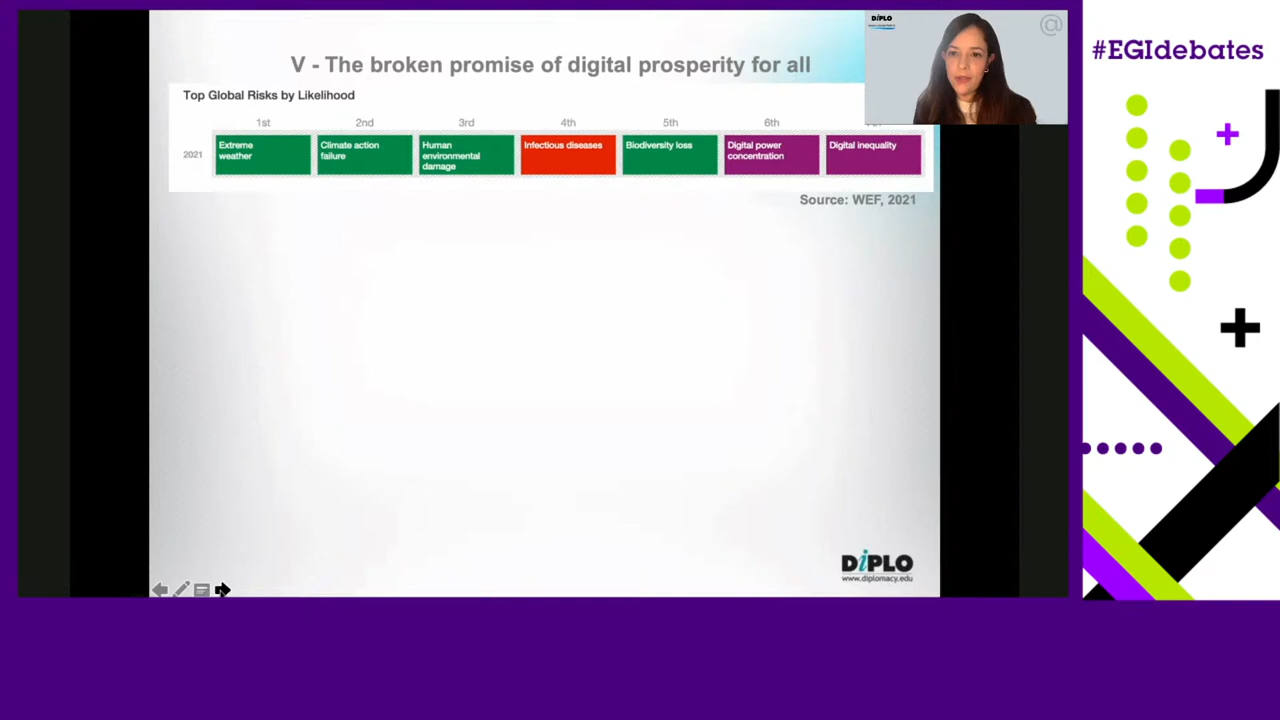 DiPLO
@
#EGIdebates
V - The broken promise of digital prosperity for all
Top Global Risks by Likelihood
1st 2nd 3rd 4th 5th 6th
2021
Extreme
weather
Climate action
failure
Human
environmental
damage
Infectious diseases
Biodiversity loss
Digital power
concentration
Digital inequality
Source: WEF, 2021
DiPLO
www.diplomacy.edu